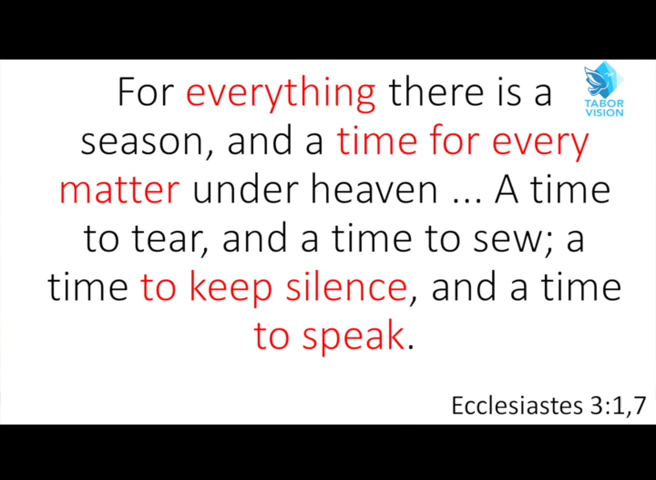 For everything there is a
season, and a time for every
matter under heaven ... A time
to tear, and a time to sew; a
time to keep silence, and a time
to speak.
Ecclesiastes 3:1,7
TABOR
VISION